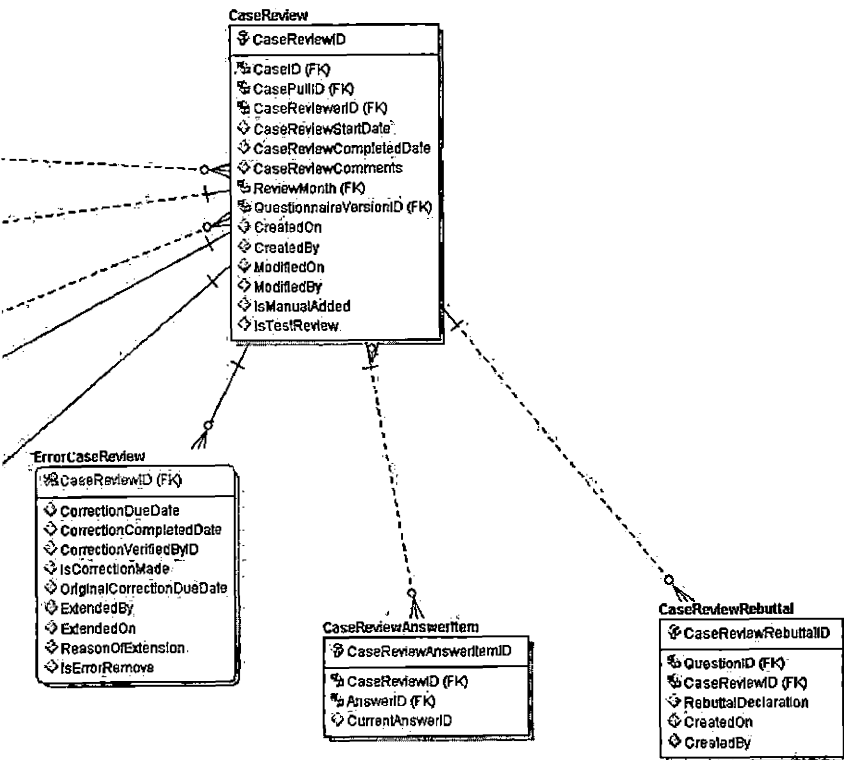 CaseReview
CaseReviewID
CaseID (FK)
CasePullID (FK)
CaseReviewerID (FK)
CaseReviewStartDate
CaseReviewCompletedDate
CaseReviewComments
ReviewMonth (FK)
QuestionnaireVersionID (FK)
CreatedOn
CreatedBy
ModifiedOn
ModifiedBy
IsManualAdded
IsTestReview
ErrorCaseReview
CaseReviewID (FK)
CorrectionDueDate
CorrectionCompletedDate
CorrectionVerifiedByID
IsCorrectionMade
OriginalCorrectionDueDate
ExtendedBy
ExtendedOn
ReasonOfExtension
IsErrorRemove
CaseReviewAnswerItem
CaseReviewAnswerItemID
CaseReviewID (FK)
AnswerID (FK)
CurrentAnswerID
CaseReviewRebuttal
CaseReviewRebuttalID
QuestionID (FK)
CaseReviewID (FK)
RebuttalDeclaration
CreatedOn
CreatedBy